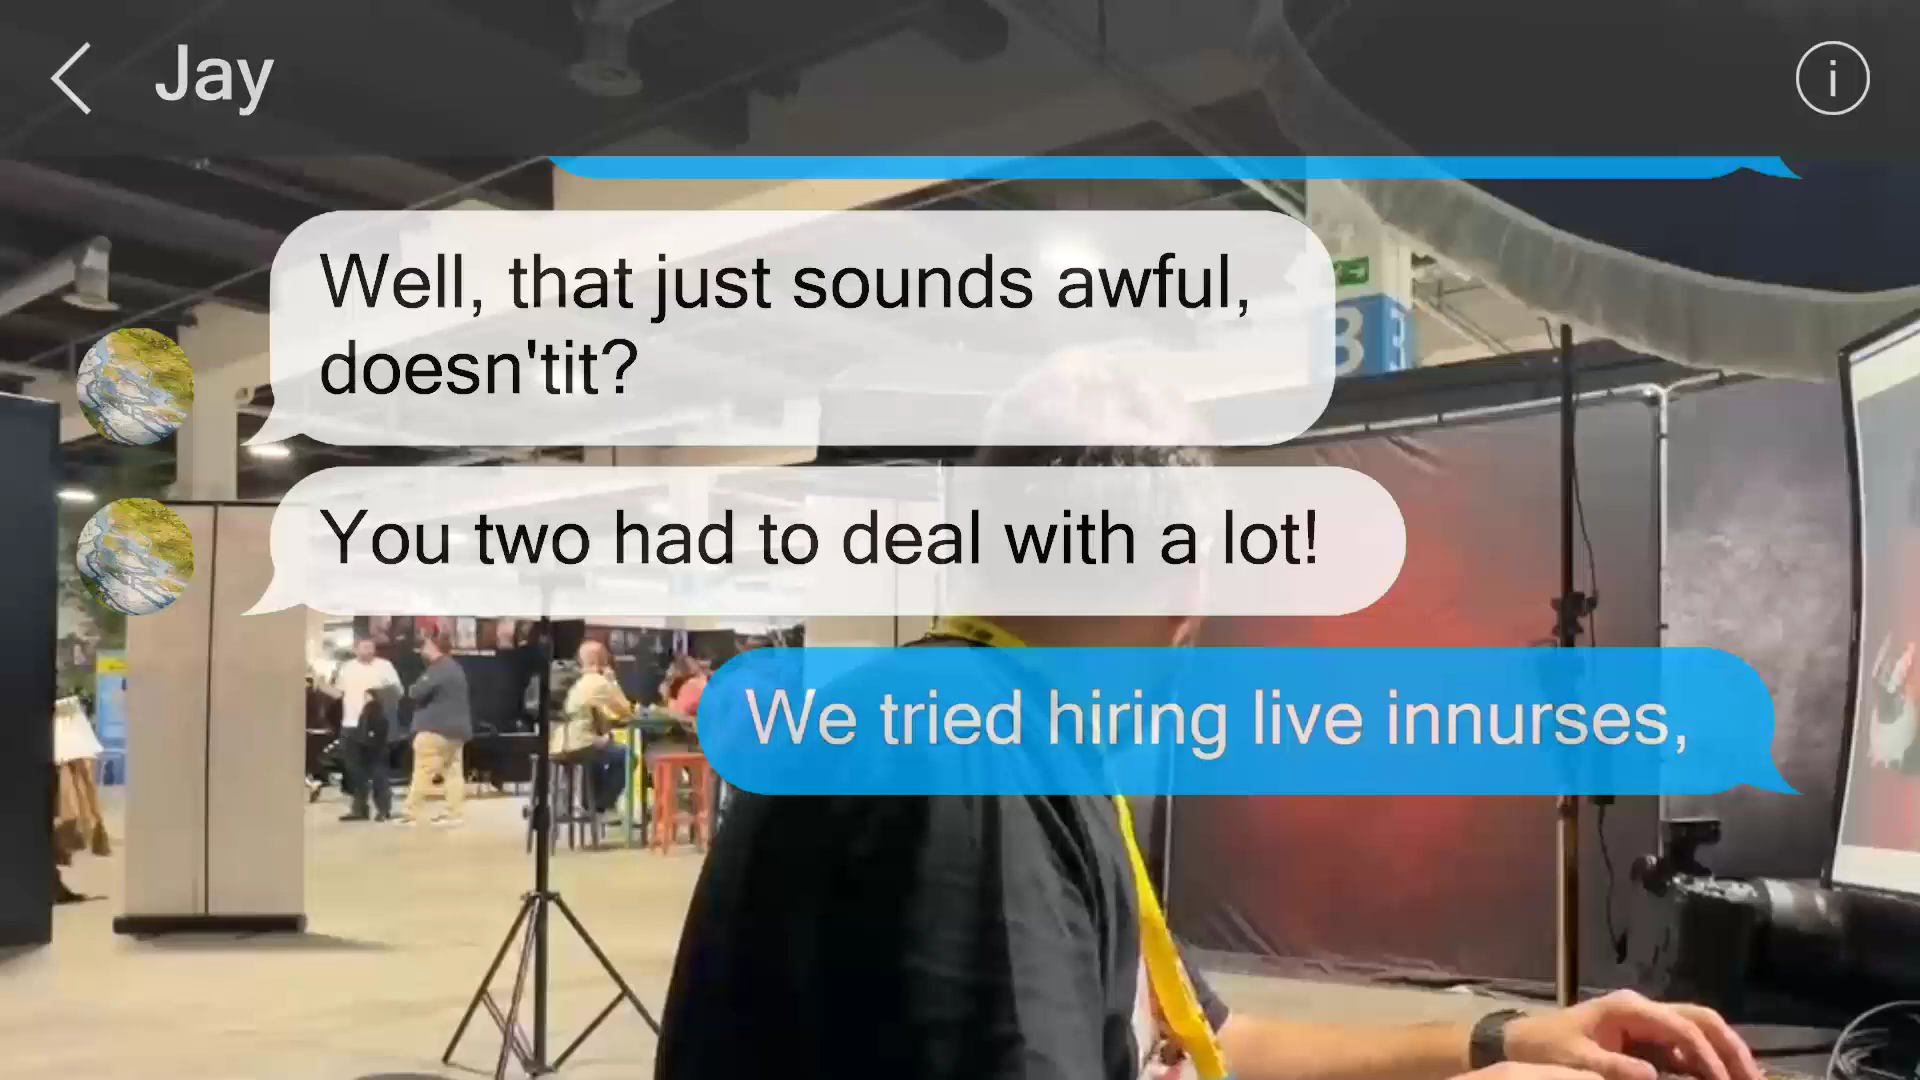 Jay
Well, that just sounds awful,
doesn'tit?
You two had to deal with a lot!
We tried hiring live innurses,